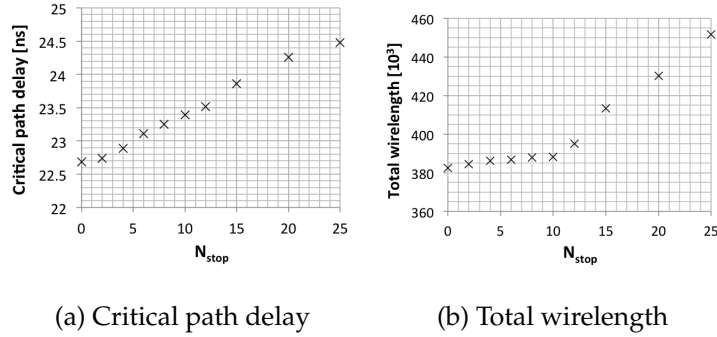 Critical path delay [ns]
25
24.5
24
23.5
23
22.5
22
0 5 10 15 20 25
N_stop
(a) Critical path delay
Total wirelength [10³]
460
440
420
400
380
360
0 5 10 15 20 25
N_stop
(b) Total wirelength